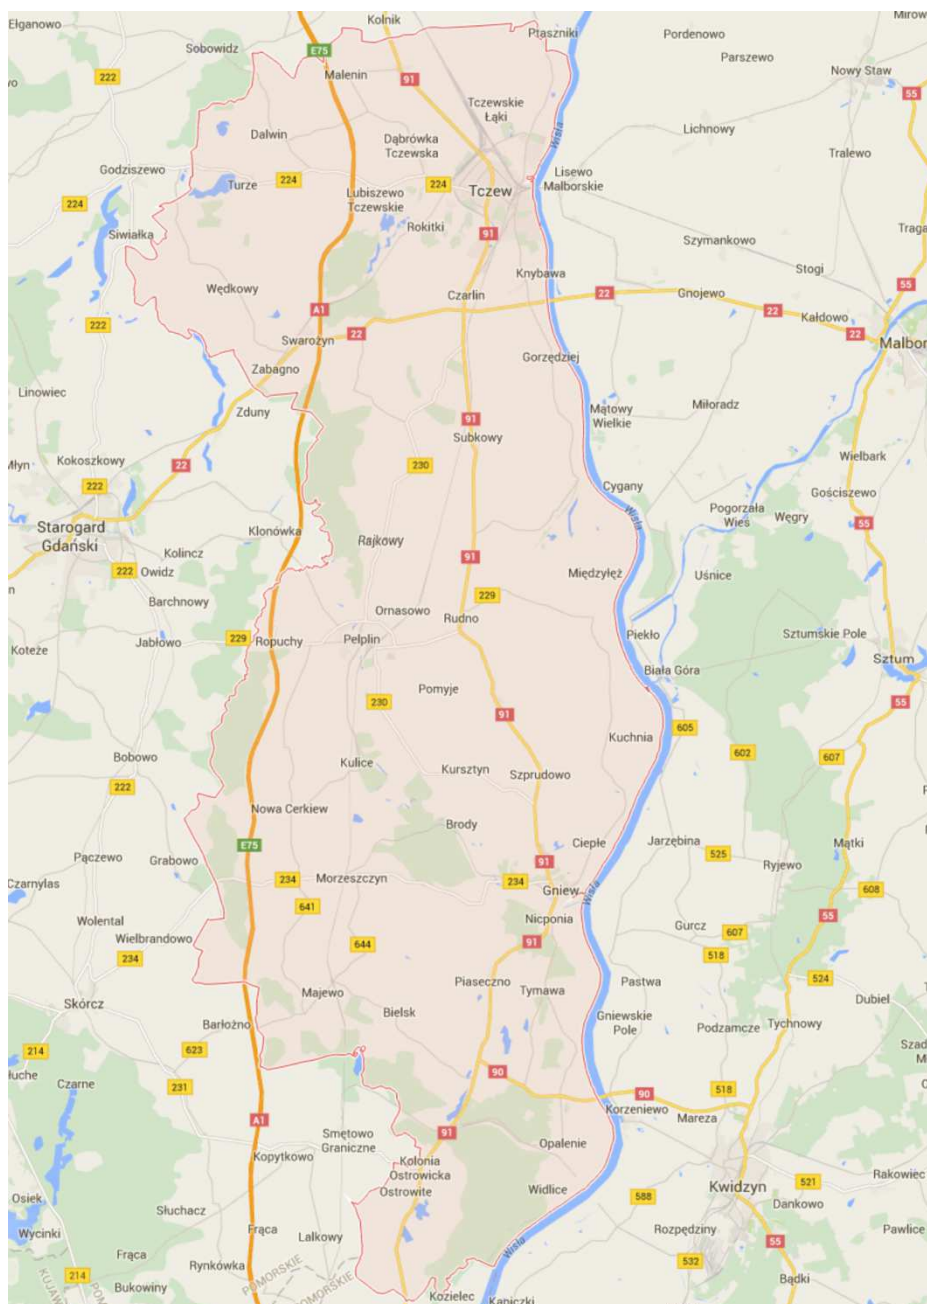 Ełganowo
Kolnik
Ptaszniki
Mirowo
Pordenowo
Sobowidz
E75
Parszewo
222
Malenin
91
Nowy Staw
55
Tczewskie
Łąki
222
Dalwin
Dąbrówka
Tczewska
Wisła
Lichnowy
Tralewo
Godziszewo
Turze
224
Lubiszewo
Tczewskie
224
Tczew
Lisewo
Malborskie
224
Siwiałka
Rokitki
91
Szymankowo
Stogi
Knybawa
55
Wędkowy
Czarlin
22
Gnojewo
A1
22
Kałdowo
222
22
22
Swarożyn
Malbor
Gorzędziej
Zabagno
Linowiec
Zduny
Mątowy
Wielkie
Miłoradz
91
Subkowy
Młyn
Kokoszkowy
22
230
Wielbark
222
Cygany
Gościszewo
Starogard
Gdański
Klonówka
Wisła
Pogorzała
Wieś
Węgry
55
Rajkowy
Kolincz
91
222
Owidz
Międzyłęż
Uśnice
Barchnowy
229
Ornasowo
Rudno
Koteże
Jabłowo
229
Ropuchy
Pelplin
Piekło
Sztumskie Pole
Sztum
Biała Góra
Pomyje
230
91
55
605
Kuchnia
602
607
Bobowo
Kulice
Kursztyn
Szprudowo
222
Nowa Cerkiew
Brody
E75
Ciepłe
Jarzębina
Mątki
Pączewo
Grabowo
91
525
Ryjewo
Czarnylas
234
Morzeszczyn
234
Gniew
608
641
Wisła
Wolental
Nicponia
Gurcz
607
55
Wielbrandowo
644
91
518
234
Piaseczno
Tymawa
Pastwa
524
Skórcz
Majewo
Bielsk
Dubiel
Gniewskie
Pole
Podzamcze
Tychnowy
Barłożno
214
623
Czarne
231
90
90
518
A1
Korzeniewo
Mareza
91
Smętowo
Graniczne
Opalenie
Kopytkowo
Kolonia
Ostrowicka
521
Rakowiec
Osiek
Ostrowite
Widlice
588
Kwidzyn
Dankowo
Słuchacz
Wycinki
Frąca
Lalkowy
Rozpędziny
Pawlice
55
Frąca
Wisła
532
214
Rynkówka
POMORSKIE
POMORSKIE
Bukowiny
Kozielec
Kaniczki
Bądki